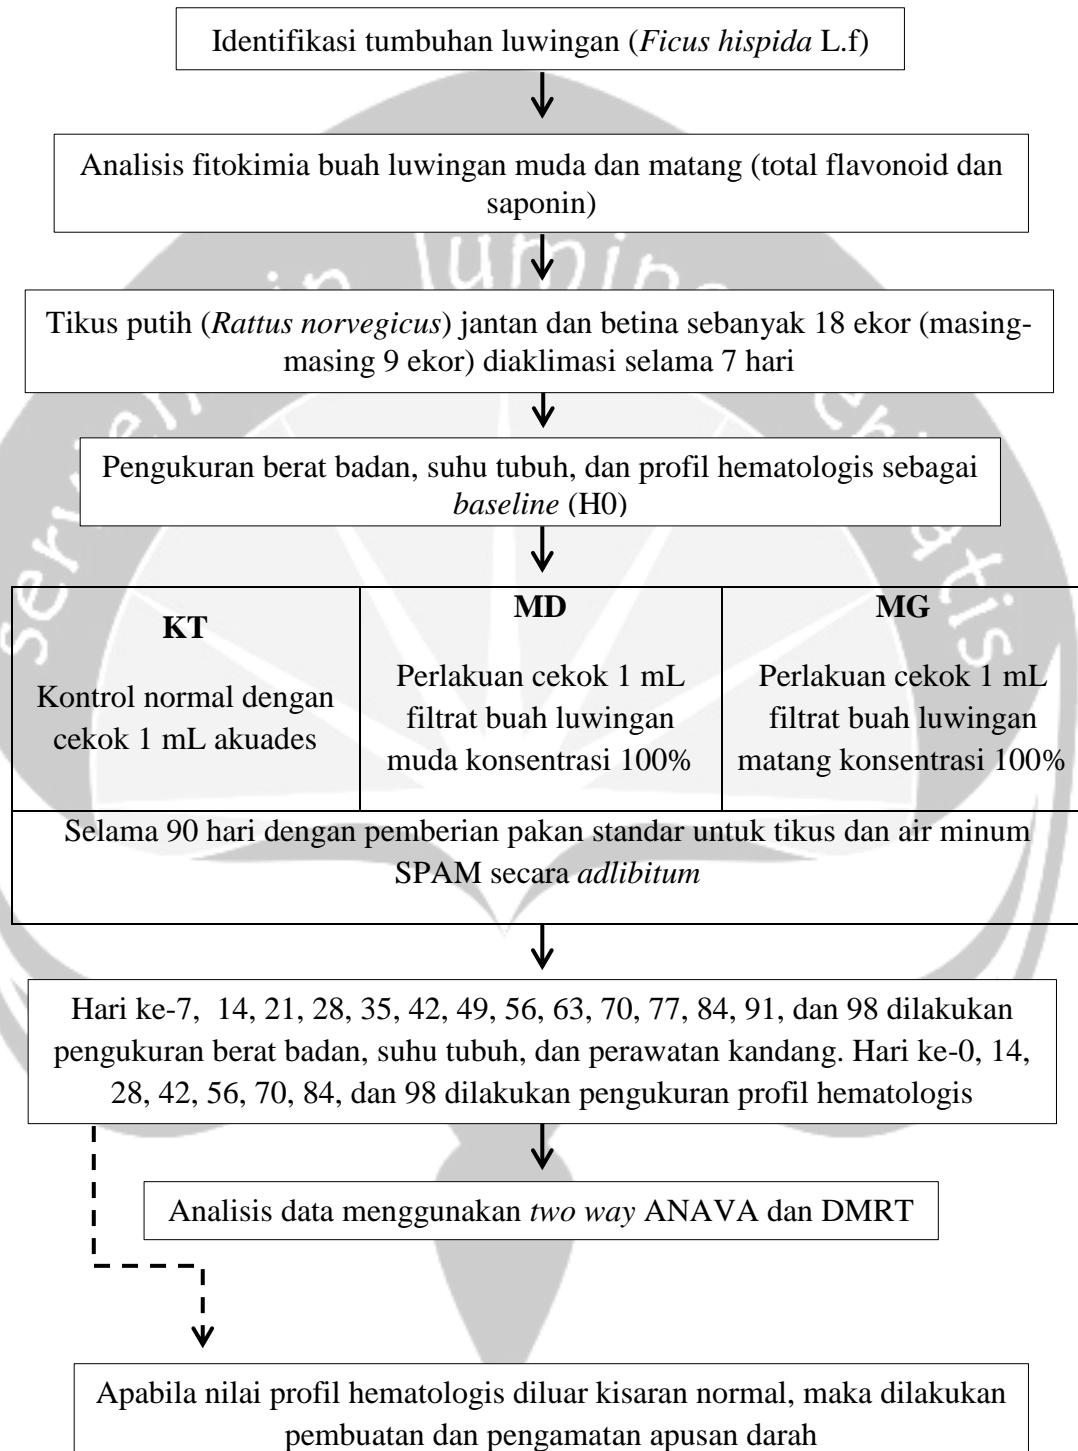 Identifikasi tumbuhan luwingan (Ficus hispida L.f)
Analisis fitokimia buah luwingan muda dan matang (total flavonoid dan
saponin)
Tikus putih (Rattus norvegicus) jantan dan betina sebanyak 18 ekor (masing-
masing 9 ekor) diaklimasi selama 7 hari
Pengukuran berat badan, suhu tubuh, dan profil hematologis sebagai
baseline (H0)
KT
Kontrol normal dengan
cekok 1 mL akuades
MD
Perlakuan cekok 1 mL
filtrat buah luwingan
muda konsentrasi 100%
MG
Perlakuan cekok 1 mL
filtrat buah luwingan
matang konsentrasi 100%
Selama 90 hari dengan pemberian pakan standar untuk tikus dan air minum
SPAM secara adlibitum
Hari ke-7, 14, 21, 28, 35, 42, 49, 56, 63, 70, 77, 84, 91, dan 98 dilakukan
pengukuran berat badan, suhu tubuh, dan perawatan kandang. Hari ke-0, 14,
28, 42, 56, 70, 84, dan 98 dilakukan pengukuran profil hematologis
Analisis data menggunakan two way ANAVA dan DMRT
Apabila nilai profil hematologis diluar kisaran normal, maka dilakukan
pembuatan dan pengamatan apusan darah
in lumine